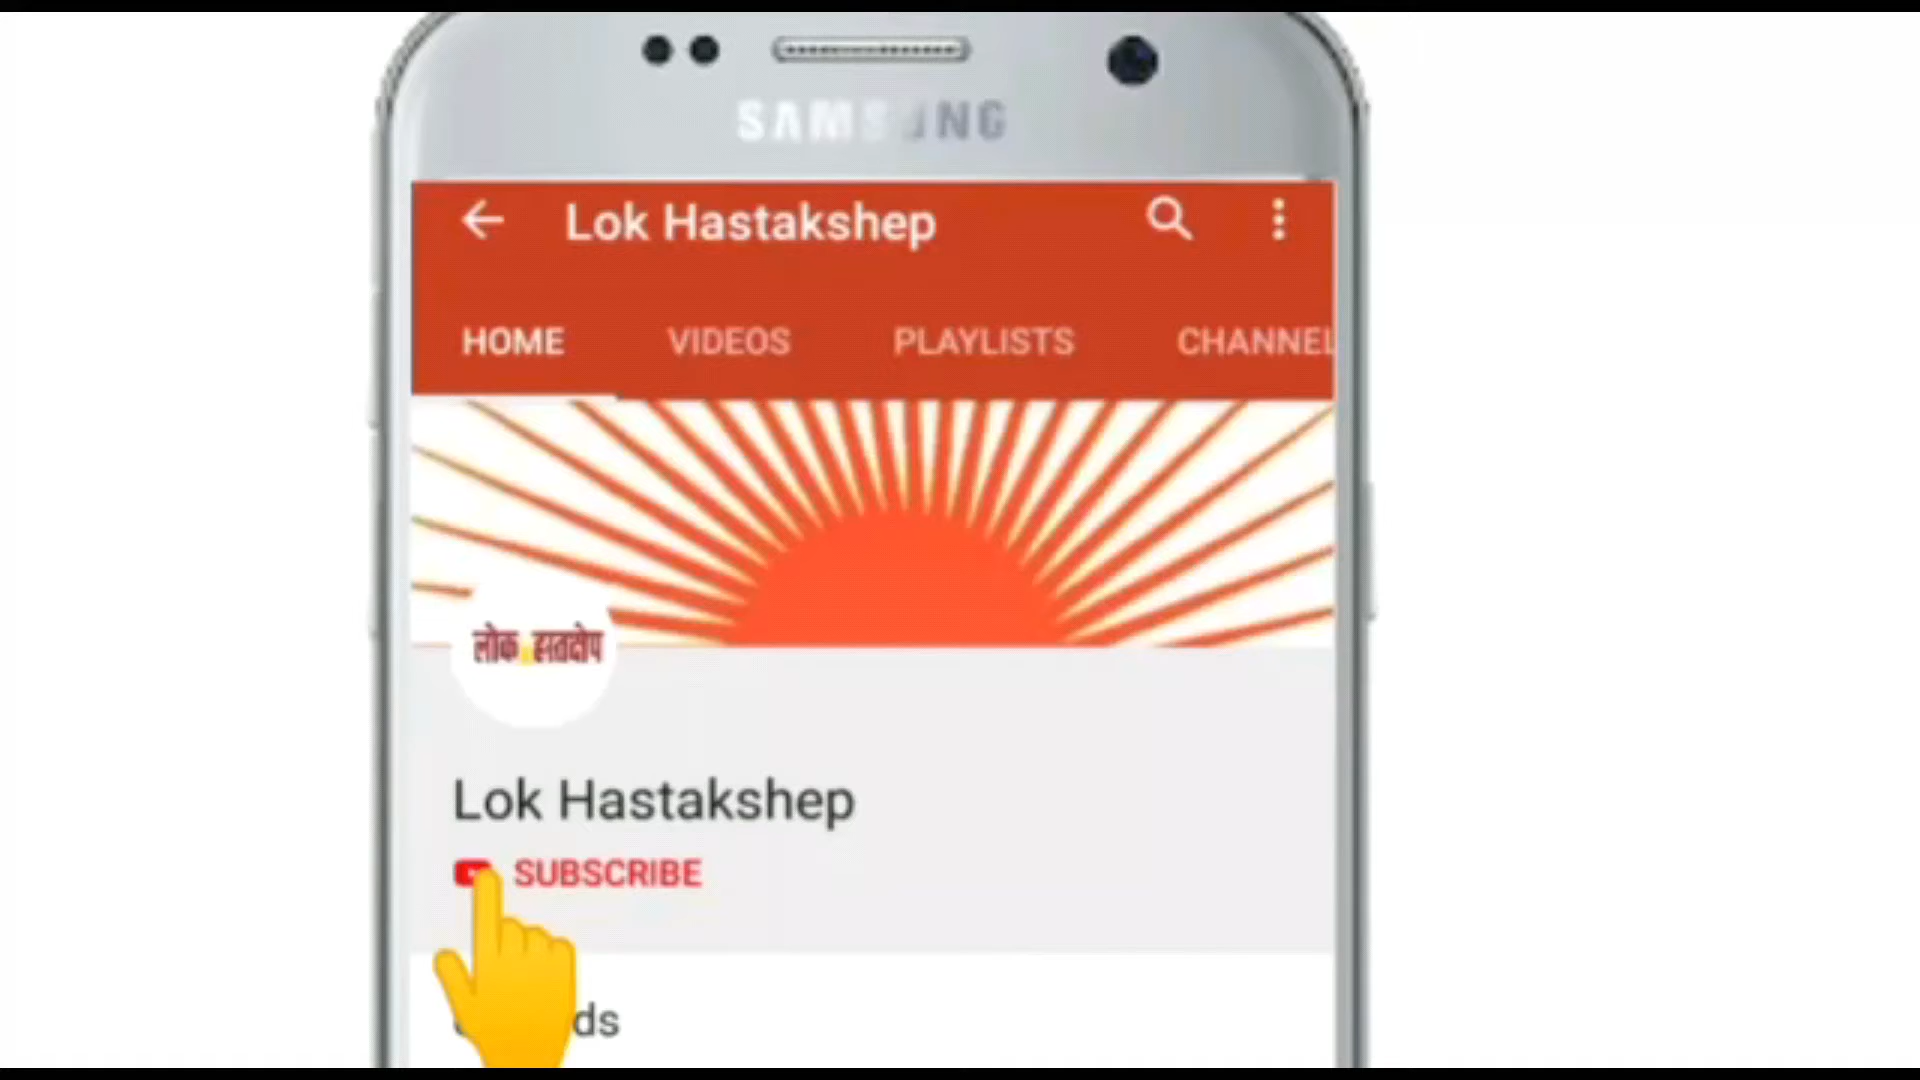 SAMSUNG
Lok Hastakshep
HOME VIDEOS PLAYLISTS CHANNEL
लोक हस्तक्षेप
Lok Hastakshep
SUBSCRIBE